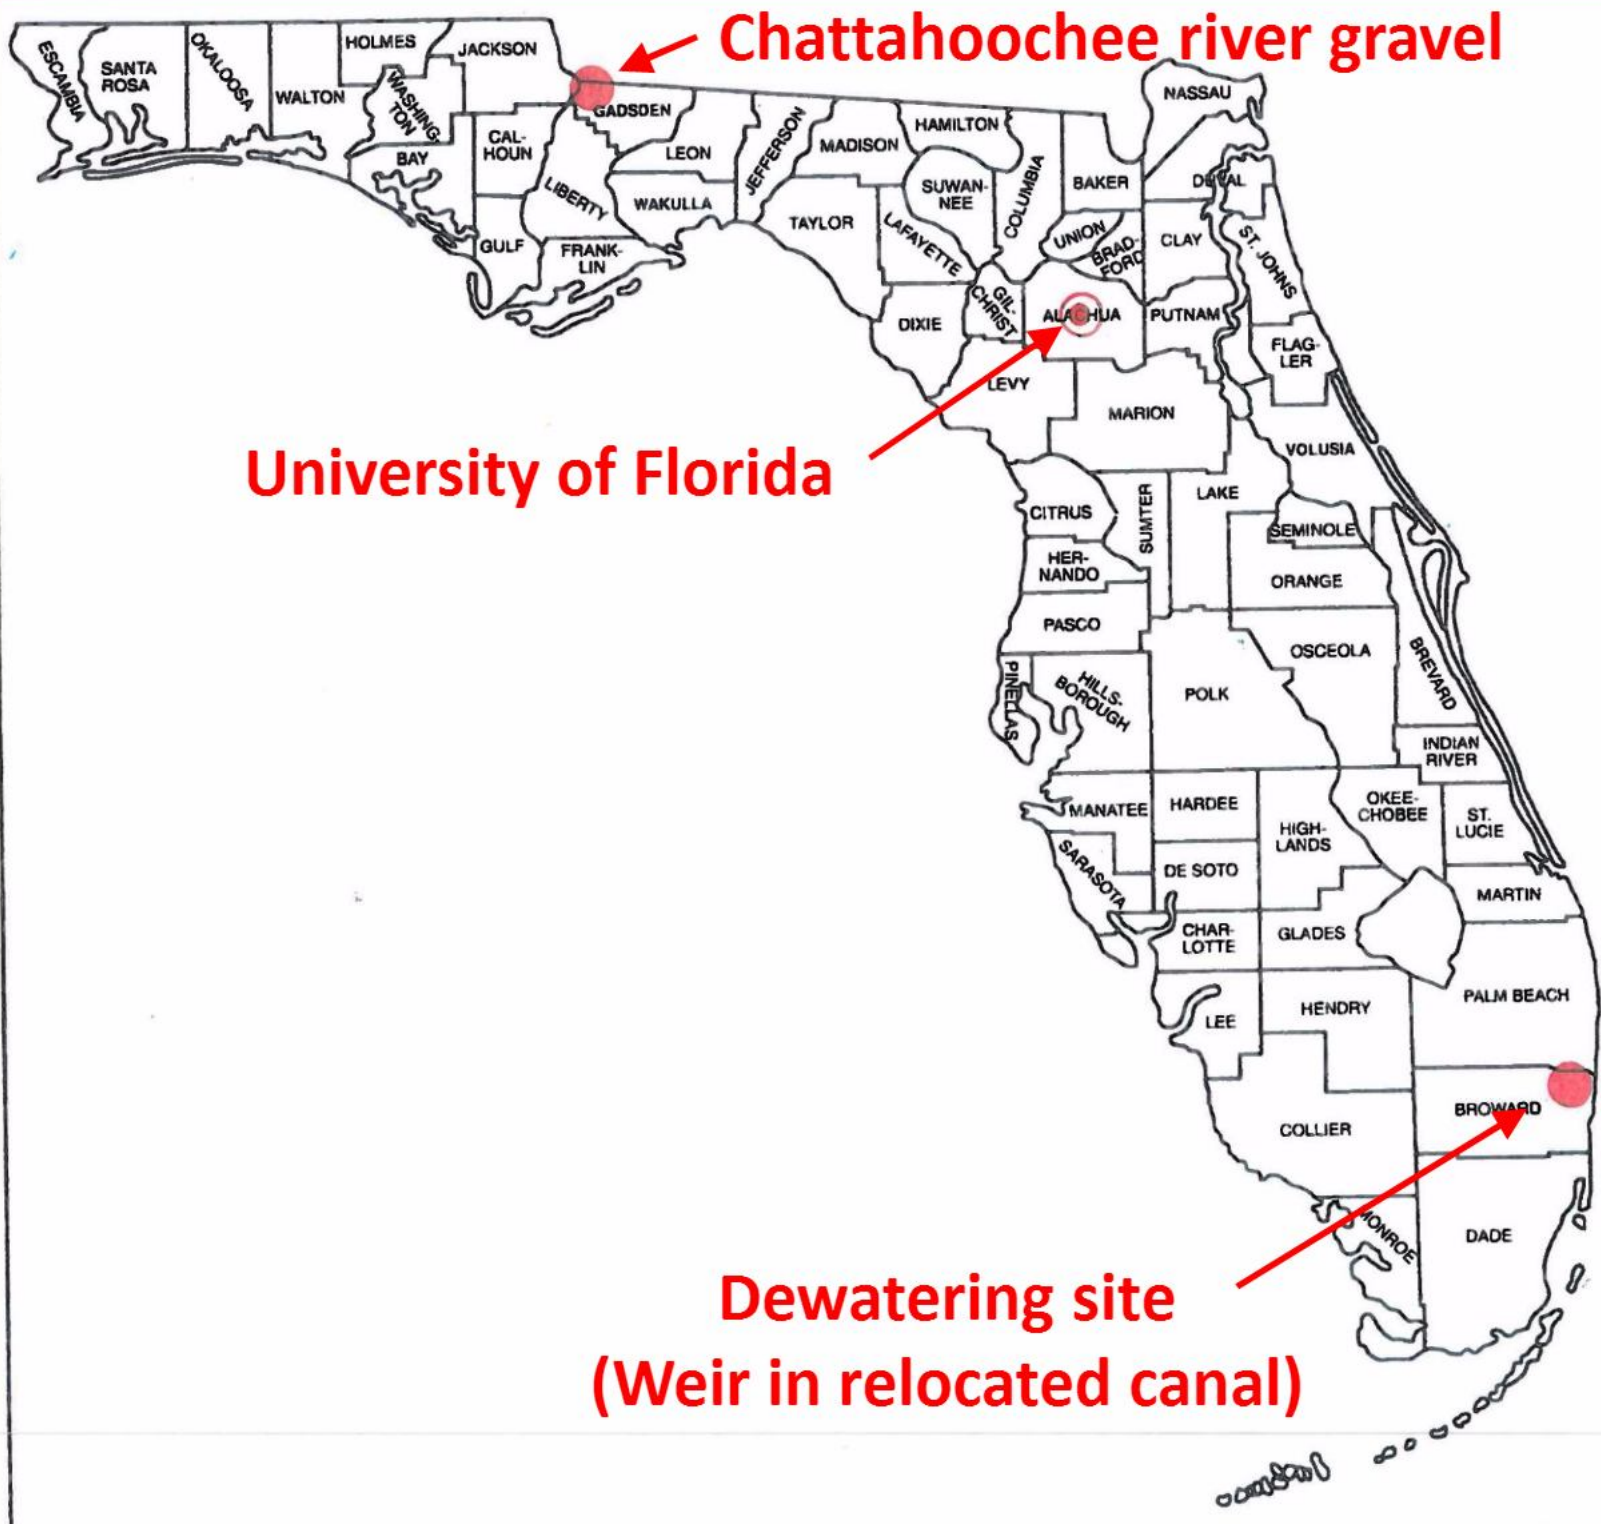 Chattahoochee river gravel
HOLMES
JACKSON
ESCAMBIA
SANTA
ROSA
OKALOOSA
WALTON
WASHING-
TON
NASSAU
GADSDEN
CAL-
HOUN
BAY
LEON
JEFFERSON
MADISON
HAMILTON
COLUMBIA
BAKER
DUVAL
LIBERTY
WAKULLA
SUWAN-
NEE
TAYLOR
LAFAYETTE
UNION
BRAD-
FORD
CLAY
ST. JOHNS
GULF
FRANK-
LIN
DIXIE
GIL-
CHRIST
ALACHUA
PUTNAM
FLAG-
LER
LEVY
MARION
University of Florida
VOLUSIA
CITRUS
SUMTER
LAKE
SEMINOLE
HER-
NANDO
ORANGE
PASCO
OSCEOLA
BREVARD
PINELLAS
HILLS-
BOROUGH
POLK
INDIAN
RIVER
MANATEE
HARDEE
OKEE-
CHOBEE
ST.
LUCIE
HIGH-
LANDS
SARASOTA
DE SOTO
MARTIN
CHAR-
LOTTE
GLADES
PALM BEACH
LEE
HENDRY
BROWARD
COLLIER
MONROE
DADE
Dewatering site
(Weir in relocated canal)